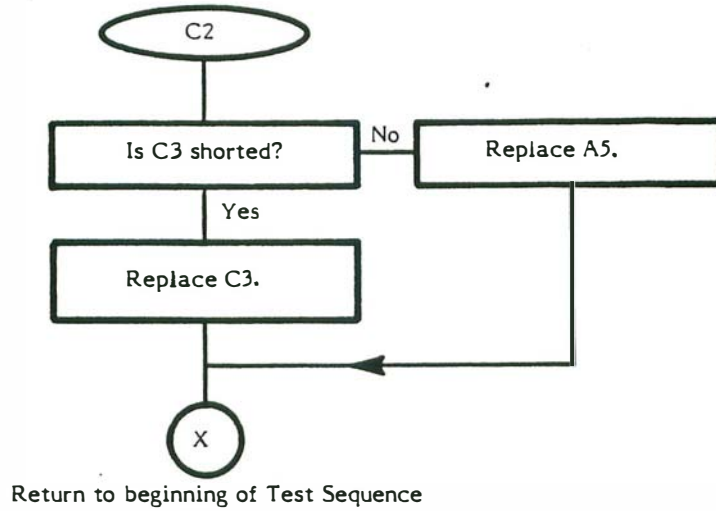 C2
Is C3 shorted?
No
Replace A5.
Yes
Replace C3.
X
Return to beginning of Test Sequence